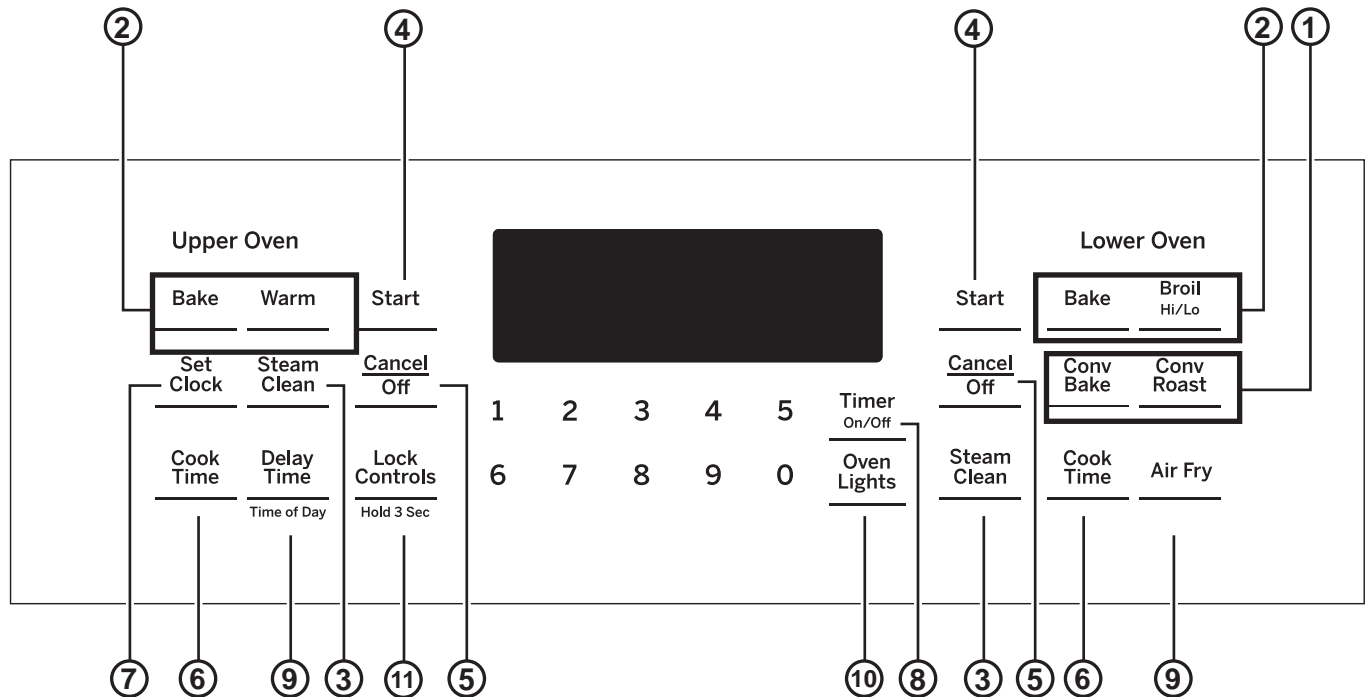 2 4 4 2 1
Upper Oven Lower Oven
Bake Warm Start Start Bake Broil
Hi/Lo
Set Clock Steam Clean Cancel Off Cancel Off Conv Bake Conv Roast
1 2 3 4 5 Timer
On/Off
Cook Time Delay Time Lock Controls 6 7 8 9 0 Oven Lights Steam Clean Cook Time Air Fry
Time of Day Hold 3 Sec
7 6 9 3 11 5 10 8 3 5 6 9